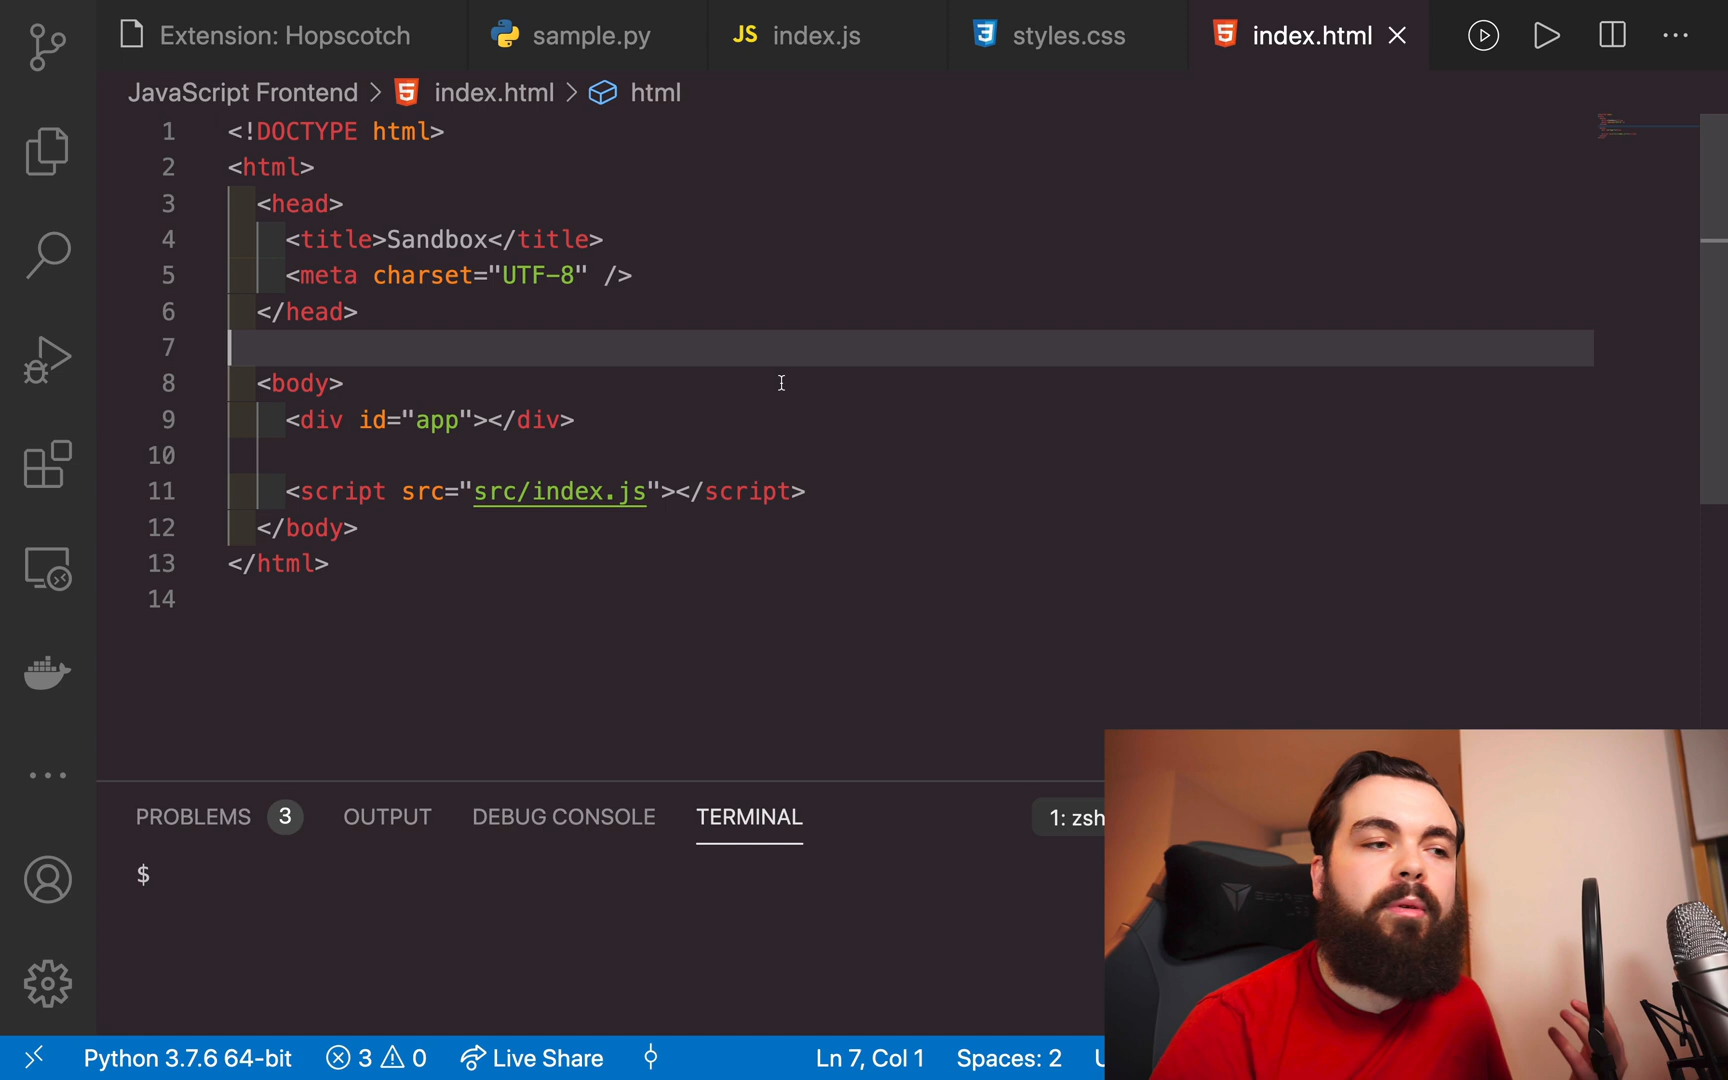 Extension: Hopscotch
sample.py
JS index.js
styles.css
index.html
JavaScript Frontend > index.html > html
1 <!DOCTYPE html>
2 <html>
3 <head>
4 <title>Sandbox</title>
5 <meta charset="UTF-8" />
6 </head>
7
8 <body>
9 <div id="app"></div>
10
11 <script src="src/index.js"></script>
12 </body>
13 </html>
14
PROBLEMS 3 OUTPUT DEBUG CONSOLE TERMINAL 1: zsh
$
Python 3.7.6 64-bit 3 0 Live Share Ln 7, Col 1 Spaces: 2